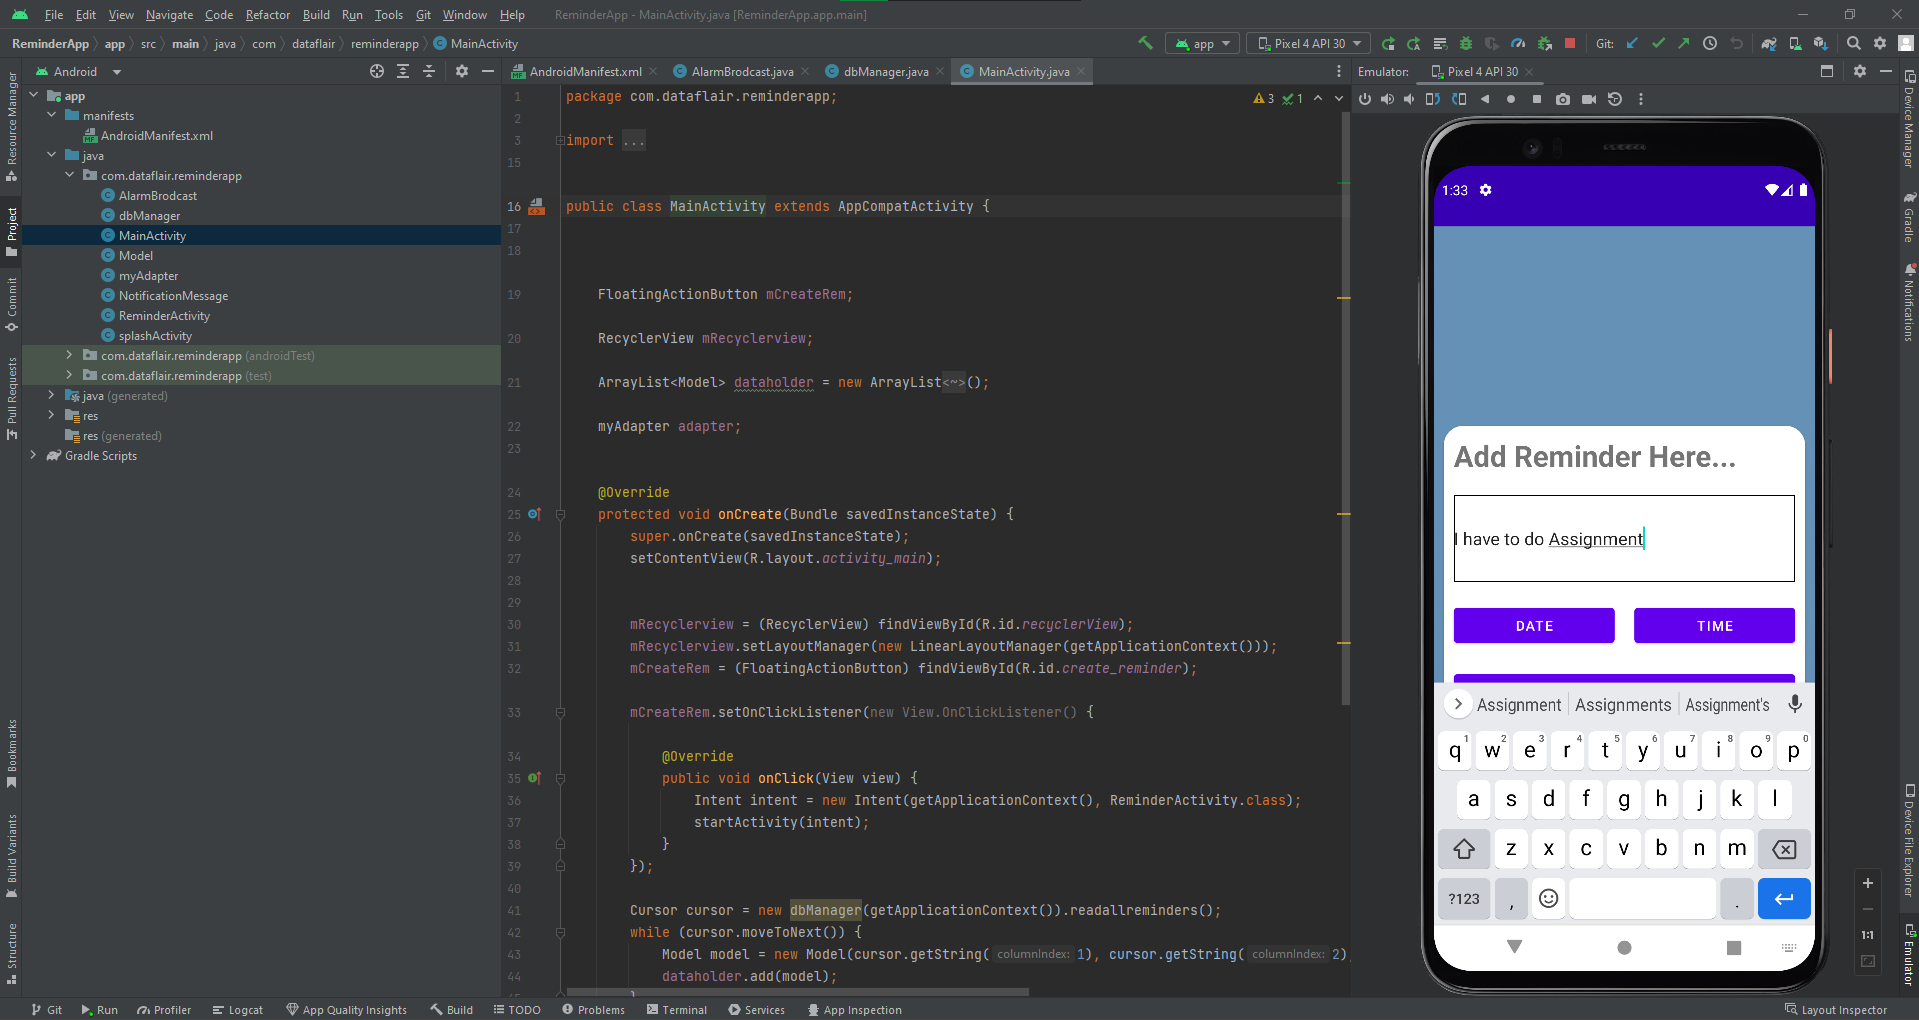 File Edit View Navigate Code Refactor Build Run Tools Git Window Help ReminderApp - MainActivity.java [ReminderApp.app.main]
ReminderApp app src main java com dataflair reminderapp MainActivity
app Pixel 4 API 30 Git:
Android
AndroidManifest.xml AlarmBrodcast.java dbManager.java MainActivity.java
Emulator: Pixel 4 API 30
Resource Manager
Project
Commit
Pull Requests
Bookmarks
Build Variants
Structure
app
manifests
AndroidManifest.xml
java
com.dataflair.reminderapp
AlarmBrodcast
dbManager
MainActivity
Model
myAdapter
NotificationMessage
ReminderActivity
splashActivity
com.dataflair.reminderapp (androidTest)
com.dataflair.reminderapp (test)
java (generated)
res
res (generated)
Gradle Scripts
3 1
1 package com.dataflair.reminderapp;
2
3 import ...
15
16 public class MainActivity extends AppCompatActivity {
17
18
19 FloatingActionButton mCreateRem;
20 RecyclerView mRecyclerview;
21 ArrayList<Model> dataholder = new ArrayList<~>();
22 myAdapter adapter;
23
24 @Override
25 protected void onCreate(Bundle savedInstanceState) {
26 super.onCreate(savedInstanceState);
27 setContentView(R.layout.activity_main);
28
29
30 mRecyclerview = (RecyclerView) findViewById(R.id.recyclerView);
31 mRecyclerview.setLayoutManager(new LinearLayoutManager(getApplicationContext()));
32 mCreateRem = (FloatingActionButton) findViewById(R.id.create_reminder);
33 mCreateRem.setOnClickListener(new View.OnClickListener() {
34 @Override
35 public void onClick(View view) {
36 Intent intent = new Intent(getApplicationContext(), ReminderActivity.class);
37 startActivity(intent);
38 }
39 });
40
41 Cursor cursor = new dbManager(getApplicationContext()).readallreminders();
42 while (cursor.moveToNext()) {
43 Model model = new Model(cursor.getString( columnIndex: 1), cursor.getString( columnIndex: 2)
44 dataholder.add(model);
1:33
Add Reminder Here...
I have to do Assignment
DATE TIME
Assignment Assignments Assignment's
q1 w2 e3 r4 t5 y6 u7 i8 o9 p0
a s d f g h j k l
z x c v b n m
?123 , .
1:1
Device Manager
Gradle
Notifications
Device File Explorer
Emulator
Git Run Profiler Logcat App Quality Insights Build TODO Problems Terminal Services App Inspection Layout Inspector